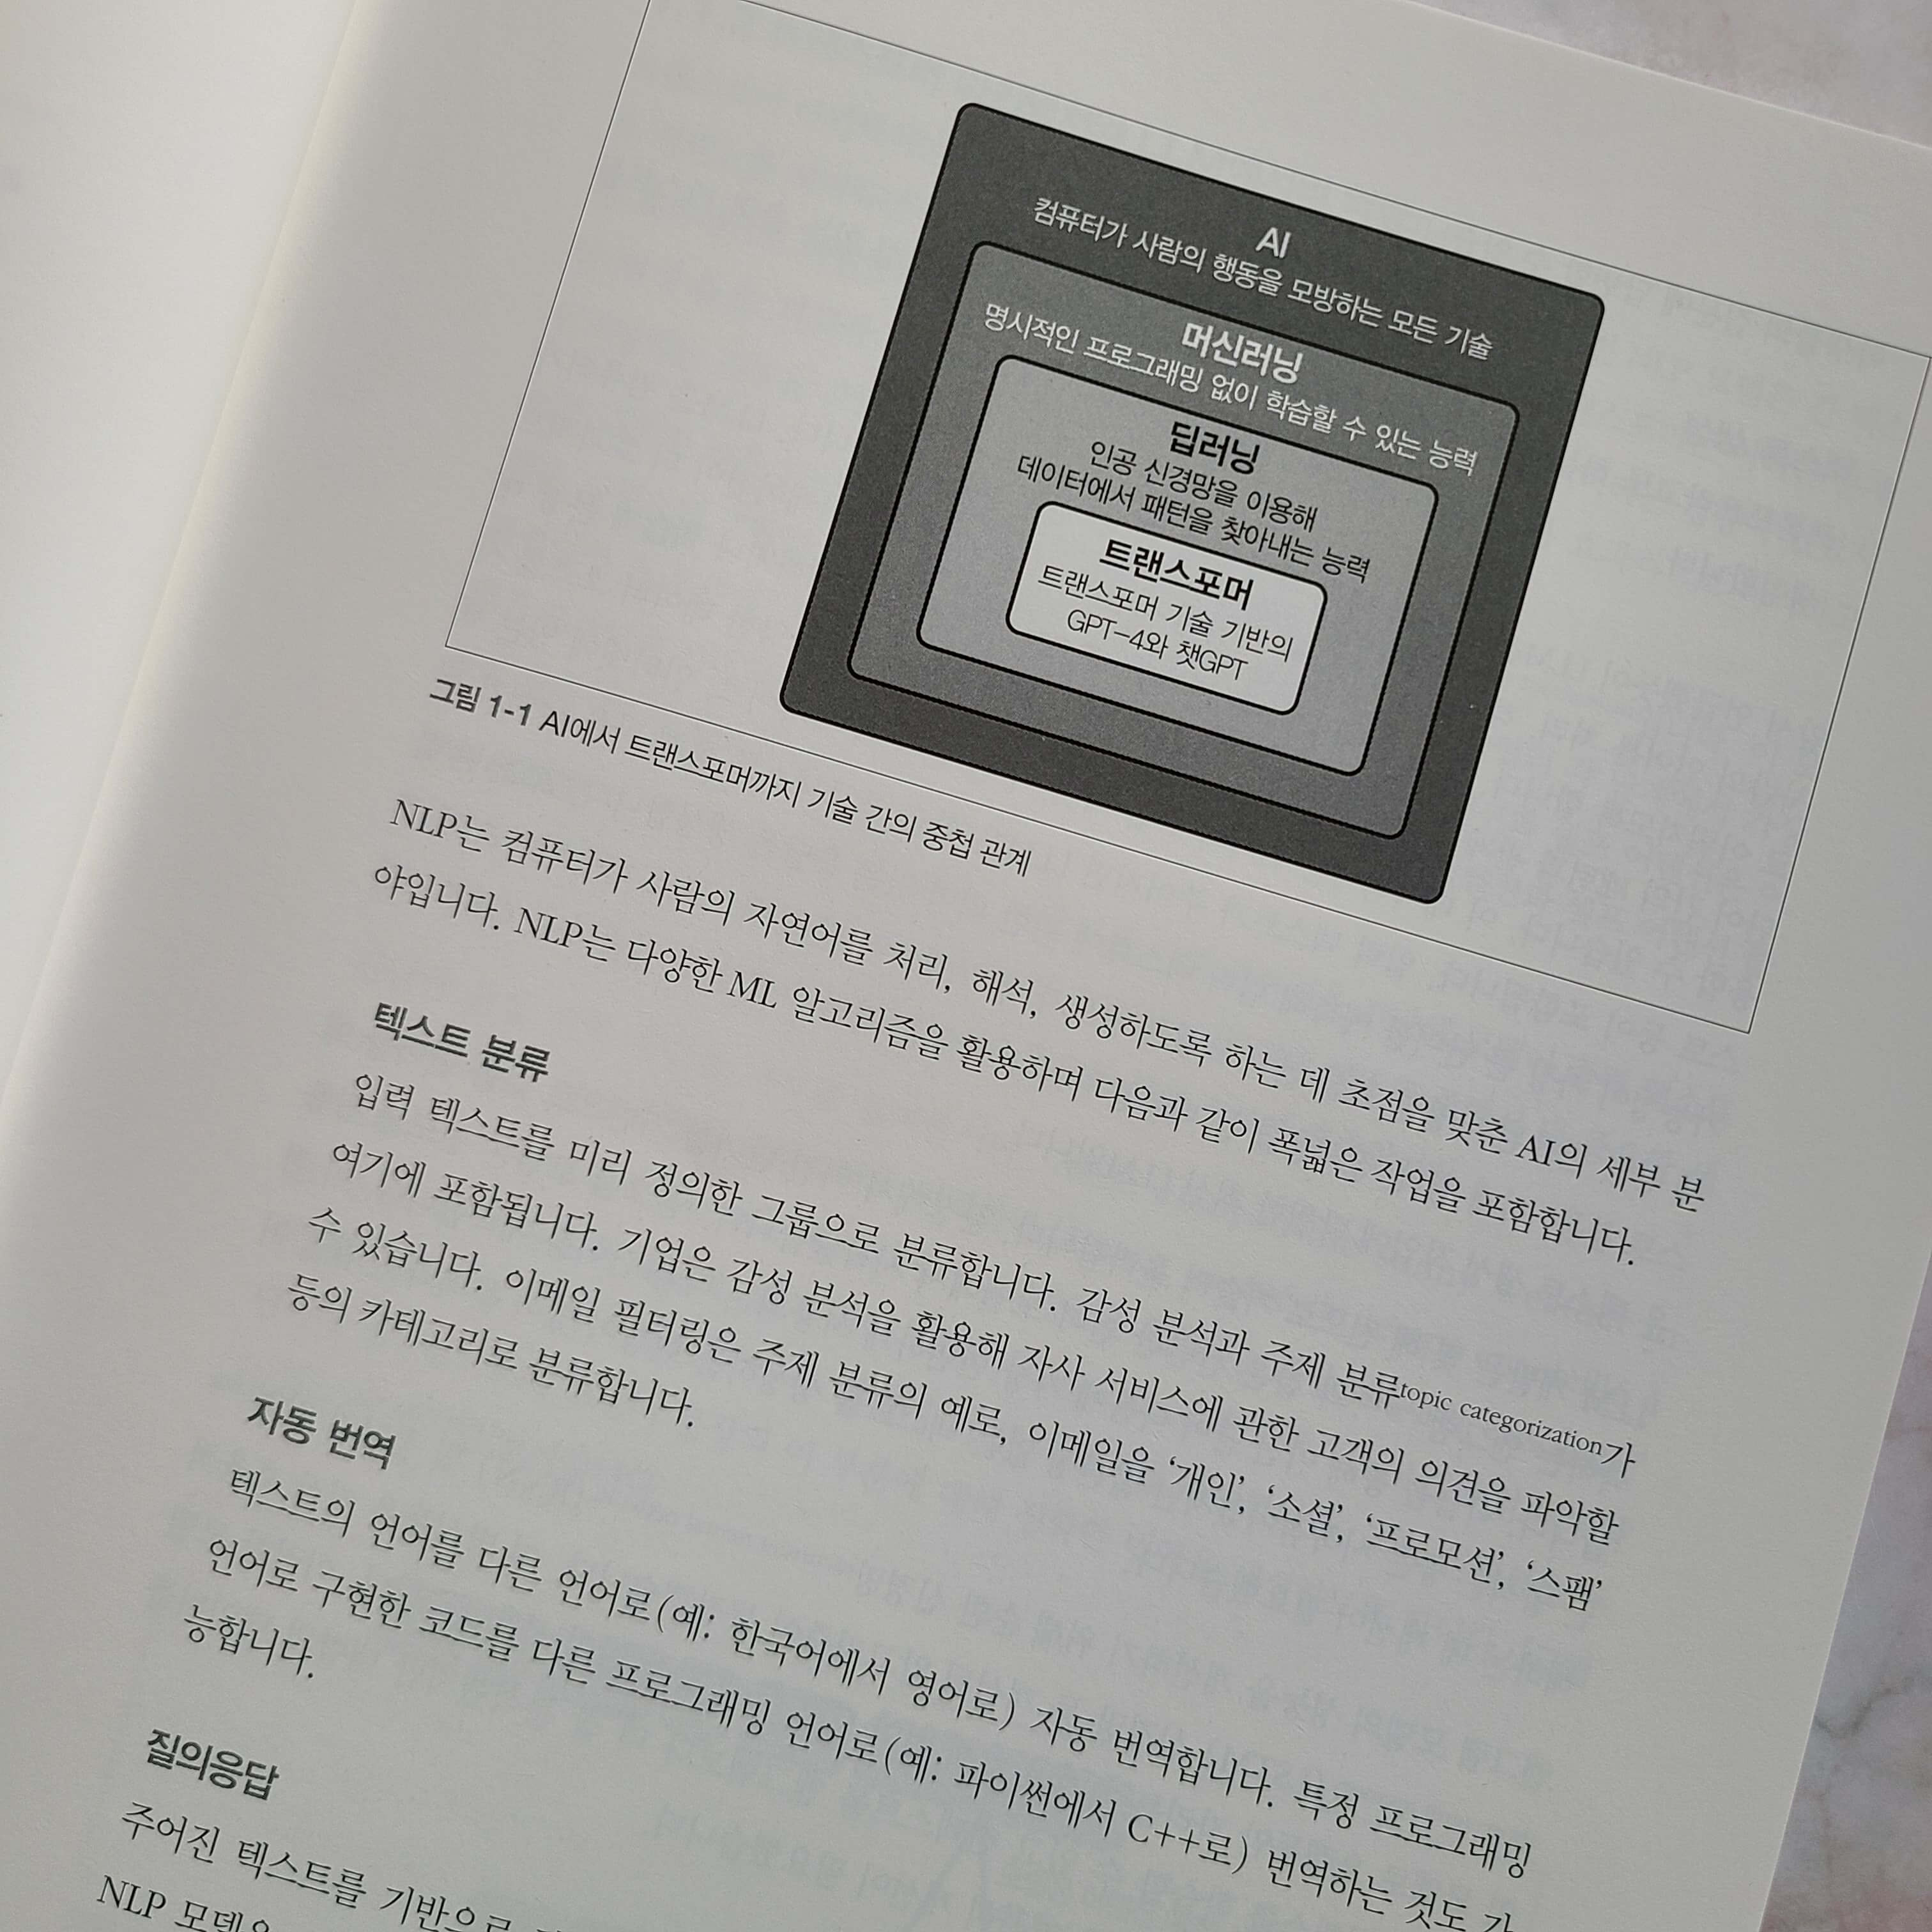 AI
컴퓨터가 사람의 행동을 모방하는 모든 기술
머신러닝
명시적인 프로그래밍 없이 학습할 수 있는 능력
딥러닝
인공 신경망을 이용해
데이터에서 패턴을 찾아내는 능력
트랜스포머
트랜스포머 기술 기반의
GPT-4와 챗GPT
그림 1-1 AI에서 트랜스포머까지 기술 간의 중첩 관계
NLP는 컴퓨터가 사람의 자연어를 처리, 해석, 생성하도록 하는 데 초점을 맞춘 AI의 세부 분
야입니다. NLP는 다양한 ML 알고리즘을 활용하며 다음과 같이 폭넓은 작업을 포함합니다.
텍스트 분류
입력 텍스트를 미리 정의한 그룹으로 분류합니다. 감성 분석과 주제 분류topic categorization가
여기에 포함됩니다. 기업은 감성 분석을 활용해 자사 서비스에 관한 고객의 의견을 파악할
수 있습니다. 이메일 필터링은 주제 분류의 예로, 이메일을 ‘개인’, ‘소셜’, ‘프로모션’, ‘스팸’
등의 카테고리로 분류합니다.
자동 번역
텍스트의 언어를 다른 언어로(예: 한국어에서 영어로) 자동 번역합니다. 특정 프로그래밍
언어로 구현한 코드를 다른 프로그래밍 언어로(예: 파이썬에서 C++로) 번역하는 것도 가
능합니다.
질의응답
주어진 텍스트를 기반으로
NLP